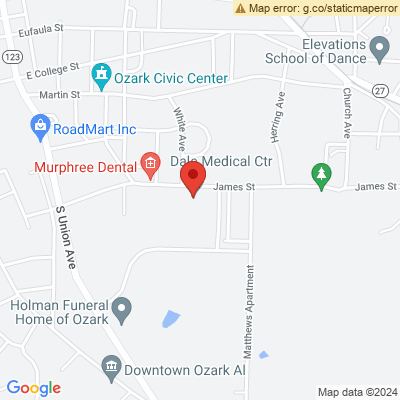 Map error: g.co/staticmaperror
Eufaula St
Elevations
School of Dance
123
E College St
Ozark Civic Center
27
Martin St
White Ave
Herring Ave
Church Ave
RoadMart Inc
Murphree Dental
Dale Medical Ctr
James St
James St
S Union Ave
Matthews Apartment
Holman Funeral
Home of Ozark
Downtown Ozark Al
Google
Map data ©2024